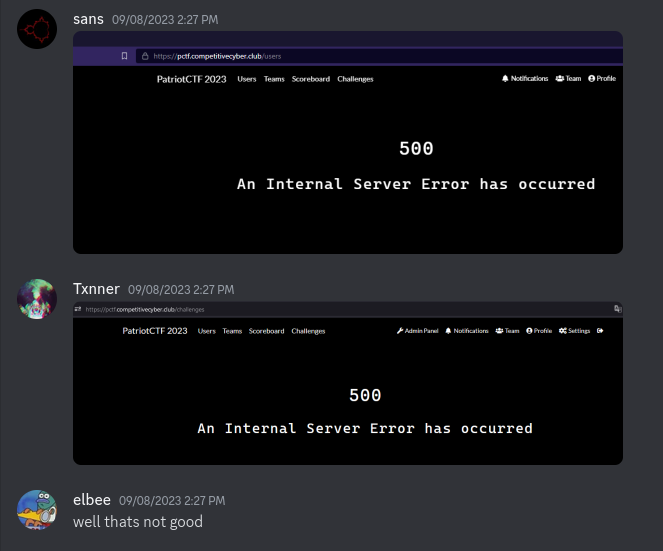 sans 09/08/2023 2:27 PM
https://pctf.competitivecyber.club/users
PatriotCTF 2023 Users Teams Scoreboard Challenges Notifications Team Profile
500
An Internal Server Error has occurred
Txnner 09/08/2023 2:27 PM
https://pctf.competitivecyber.club/challenges
PatriotCTF 2023 Users Teams Scoreboard Challenges Admin Panel Notifications Team Profile Settings
500
An Internal Server Error has occurred
elbee 09/08/2023 2:27 PM
well thats not good